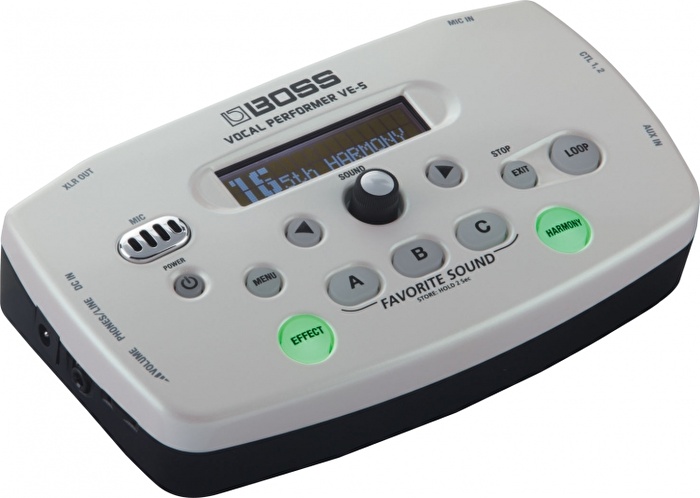 MIC IN
CTL 1, 2
AUX IN
XLR OUT
DC IN
PHONES/LINE
VOLUME
BOSS
VOCAL PERFORMER VE-5
16 5th HARMONY
SOUND
MIC
POWER
MENU
STOP
EXIT
LOOP
A B C
FAVORITE SOUND
STORE: HOLD 2 Sec
EFFECT
HARMONY